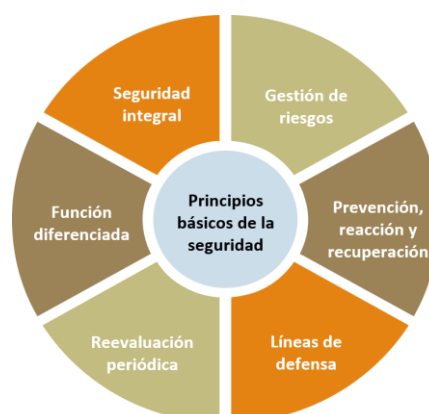 Seguridad
integral
Gestión de
riesgos
Función
diferenciada
Principios
básicos de la
seguridad
Prevención,
reacción y
recuperación
Reevaluación
periódica
Líneas de
defensa